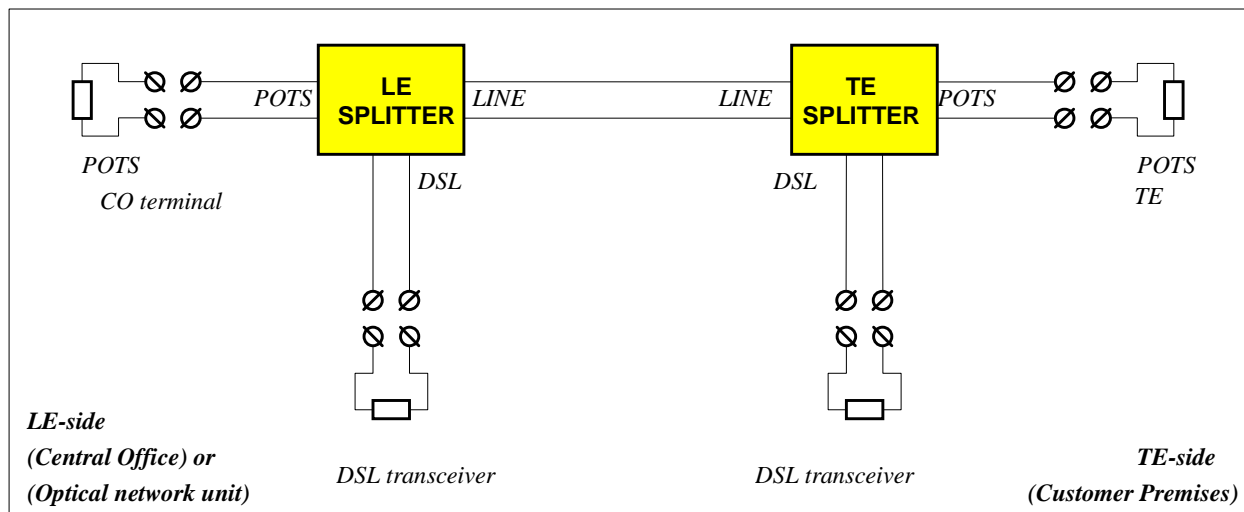 LE
SPLITTER
TE
SPLITTER
POTS
LINE
LINE
POTS
POTS
CO terminal
DSL
DSL
POTS
TE
LE-side
(Central Office) or
(Optical network unit)
DSL transceiver
DSL transceiver
TE-side
(Customer Premises)